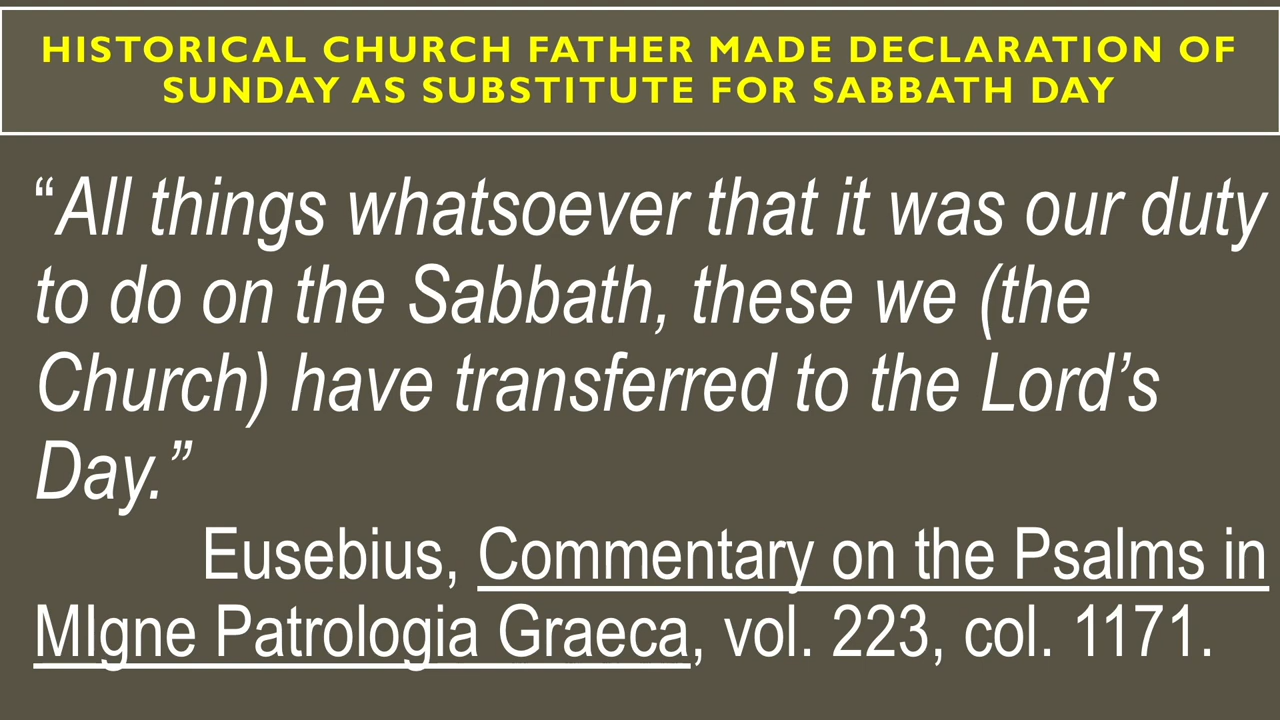 HISTORICAL CHURCH FATHER MADE DECLARATION OF
SUNDAY AS SUBSTITUTE FOR SABBATH DAY
“All things whatsoever that it was our duty
to do on the Sabbath, these we (the
Church) have transferred to the Lord’s
Day.”
Eusebius, Commentary on the Psalms in
MIgne Patrologia Graeca, vol. 223, col. 1171.